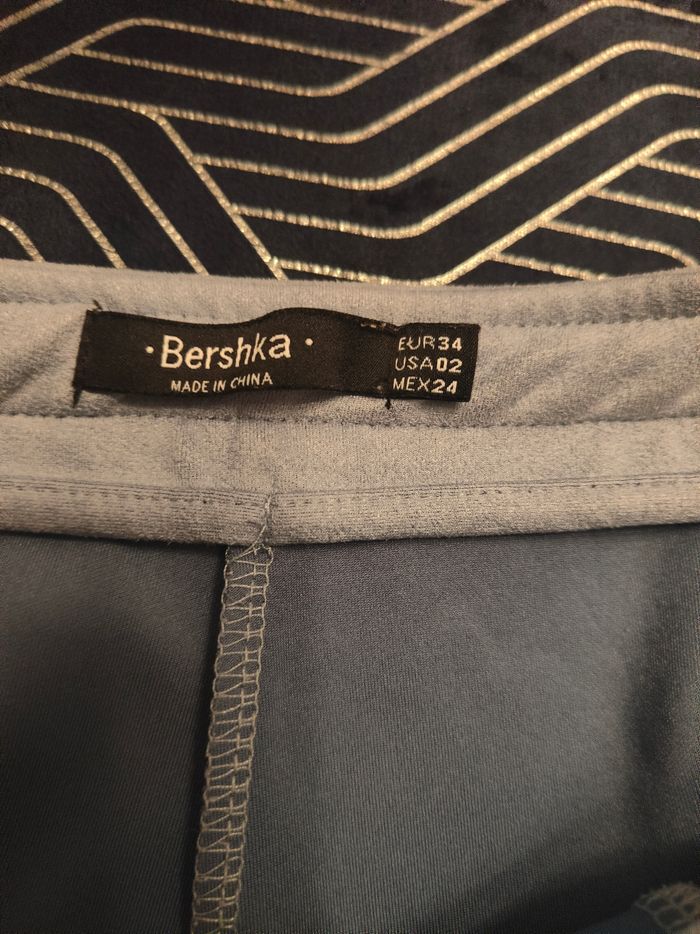 · Bershka ·
MADE IN CHINA
EUR34
USA02
MEX24